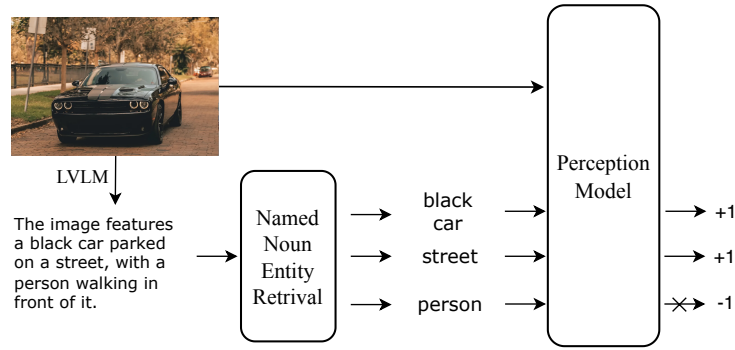 LVLM
The image features
a black car parked
on a street, with a
person walking in
front of it.
Named
Noun
Entity
Retrival
black
car
street
person
Perception
Model
+1
+1
-1